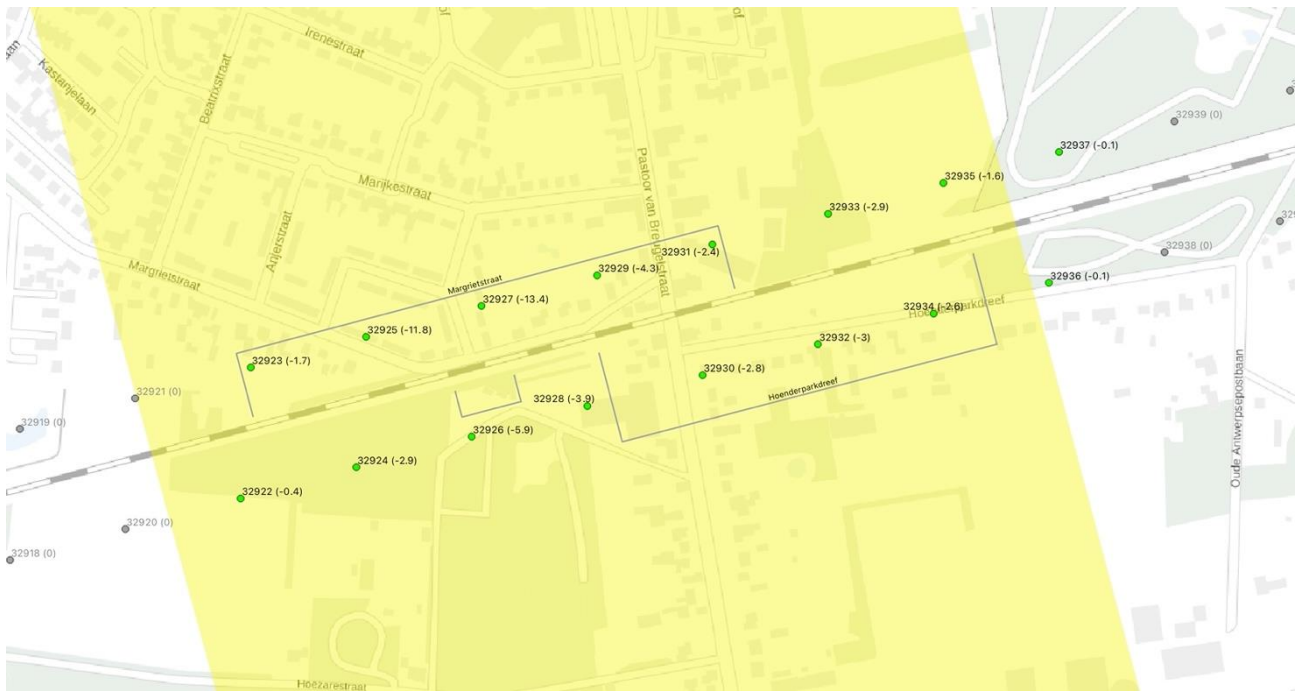 Irenestraat
Kastanjelaan
Beatrixstraat
Marijkestraat
Anjerstraat
Margrietstraat
Pastoor van Breugelstraat
Margrietstraat
Hoenderparkdreef
Hoenderparkdreef
Oude Antwerpsepostbaan
Hoezarestraat
32939 (0)
32937 (-0.1)
32935 (-1.6)
32933 (-2.9)
32931 (-2.4)
32938 (0)
32929 (-4.3)
32936 (-0.1)
32927 (-13.4)
32934 (-2.6)
32925 (-11.8)
32932 (-3)
32923 (-1.7)
32930 (-2.8)
32921 (0)
32928 (-3.9)
32919 (0)
32926 (-5.9)
32924 (-2.9)
32922 (-0.4)
32920 (0)
32918 (0)